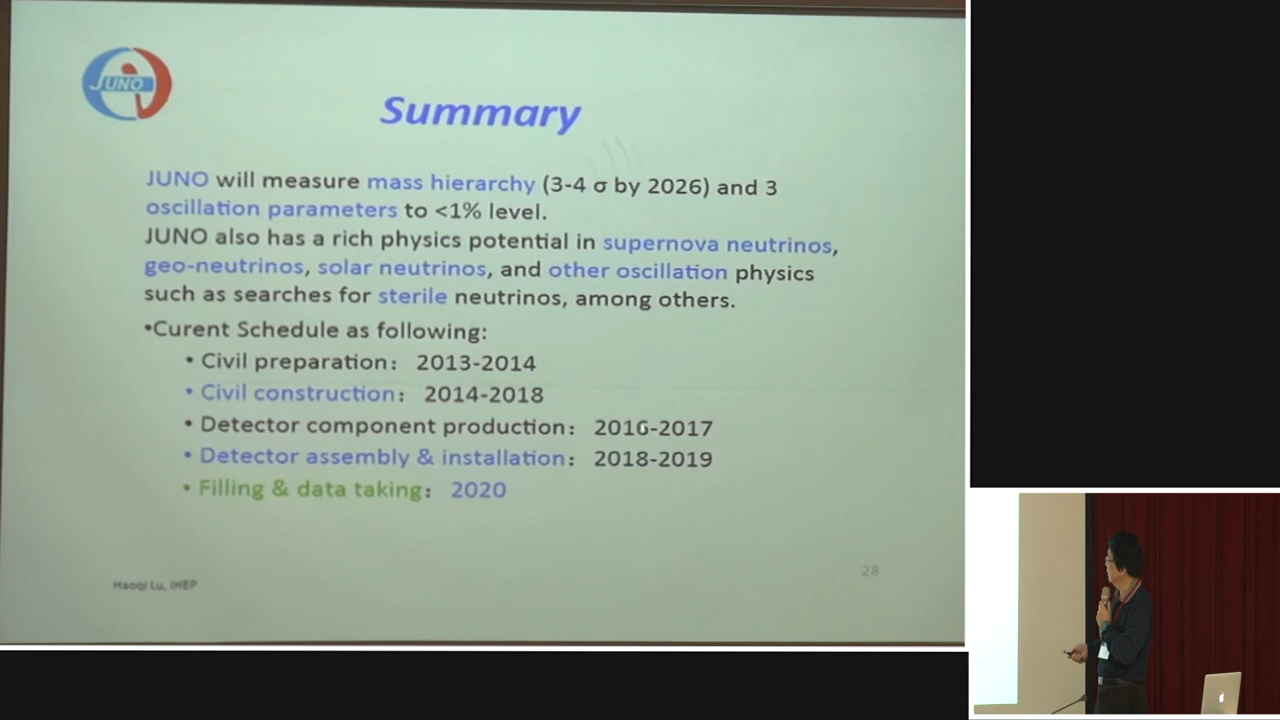 JUNO
Summary
JUNO will measure mass hierarchy (3-4 σ by 2026) and 3
oscillation parameters to <1% level.
JUNO also has a rich physics potential in supernova neutrinos,
geo-neutrinos, solar neutrinos, and other oscillation physics
such as searches for sterile neutrinos, among others.
•Curent Schedule as following:
• Civil preparation： 2013-2014
• Civil construction： 2014-2018
• Detector component production： 2016-2017
• Detector assembly & installation： 2018-2019
• Filling & data taking： 2020
Haoqi Lu, IHEP
28